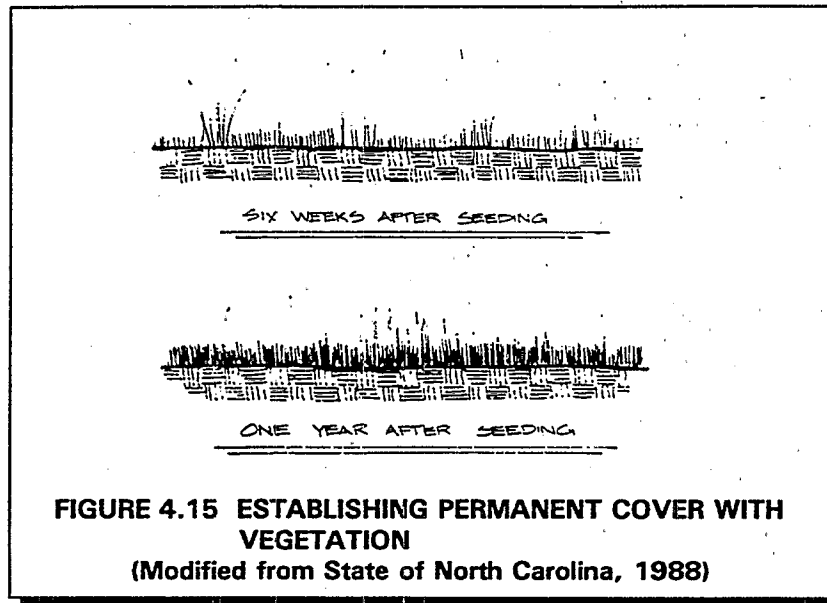 SIX WEEKS AFTER SEEDING
ONE YEAR AFTER SEEDING
FIGURE 4.15 ESTABLISHING PERMANENT COVER WITH
VEGETATION
(Modified from State of North Carolina, 1988)